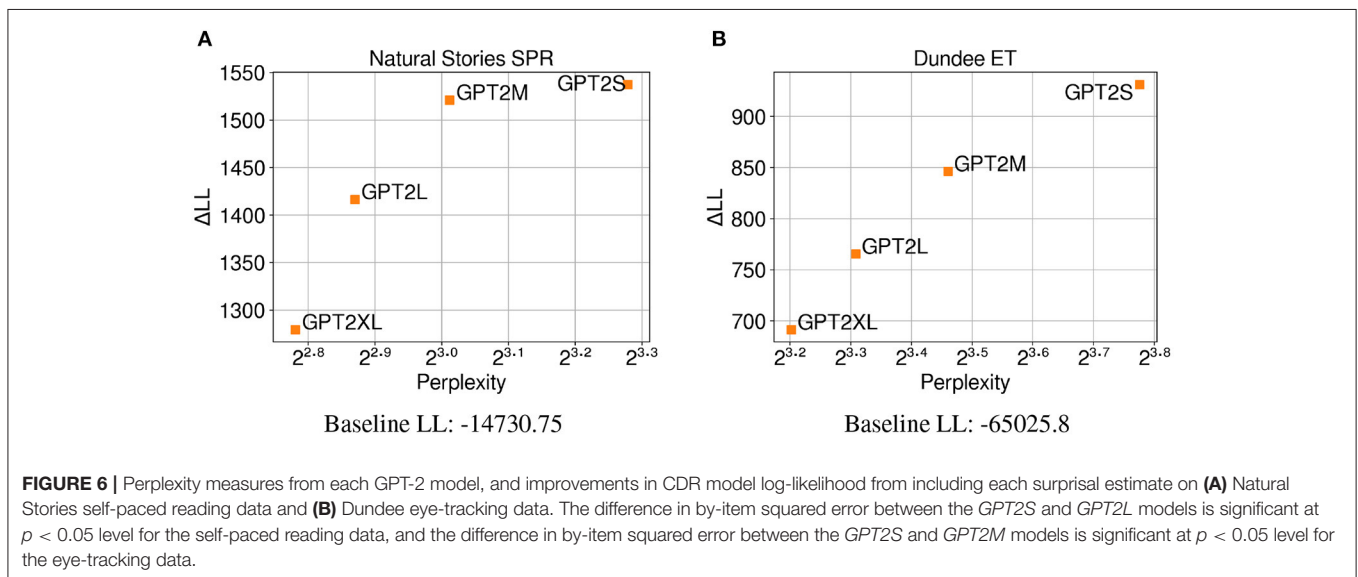 A
Natural Stories SPR
1550
1500
1450
1400
1350
1300
ΔLL
GPT2S
GPT2M
GPT2L
GPT2XL
2^2.8 2^2.9 2^3.0 2^3.1 2^3.2 2^3.3
Perplexity
Baseline LL: -14730.75
B
Dundee ET
900
850
800
750
700
ΔLL
GPT2S
GPT2M
GPT2L
GPT2XL
2^3.2 2^3.3 2^3.4 2^3.5 2^3.6 2^3.7 2^3.8
Perplexity
Baseline LL: -65025.8
FIGURE 6 | Perplexity measures from each GPT-2 model, and improvements in CDR model log-likelihood from including each surprisal estimate on (A) Natural
Stories self-paced reading data and (B) Dundee eye-tracking data. The difference in by-item squared error between the GPT2S and GPT2L models is significant at
p < 0.05 level for the self-paced reading data, and the difference in by-item squared error between the GPT2S and GPT2M models is significant at p < 0.05 level for
the eye-tracking data.